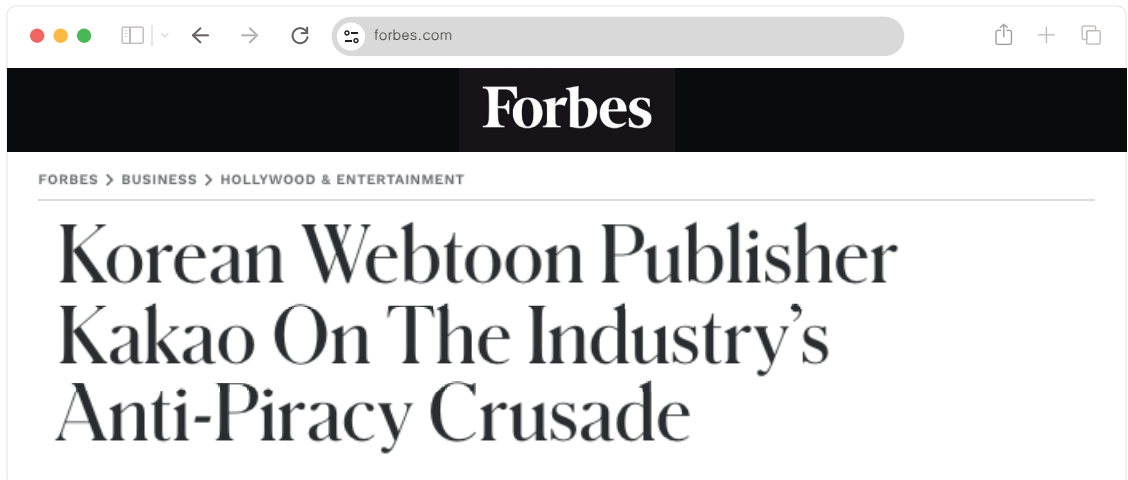 forbes.com
Forbes
FORBES > BUSINESS > HOLLYWOOD & ENTERTAINMENT
Korean Webtoon Publisher
Kakao On The Industry’s
Anti-Piracy Crusade